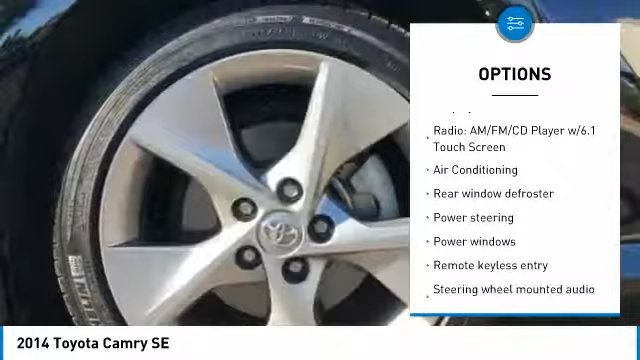 OPTIONS
Radio: AM/FM/CD Player w/6.1
Touch Screen
Air Conditioning
Rear window defroster
Power steering
Power windows
Remote keyless entry
Steering wheel mounted audio
2014 Toyota Camry SE